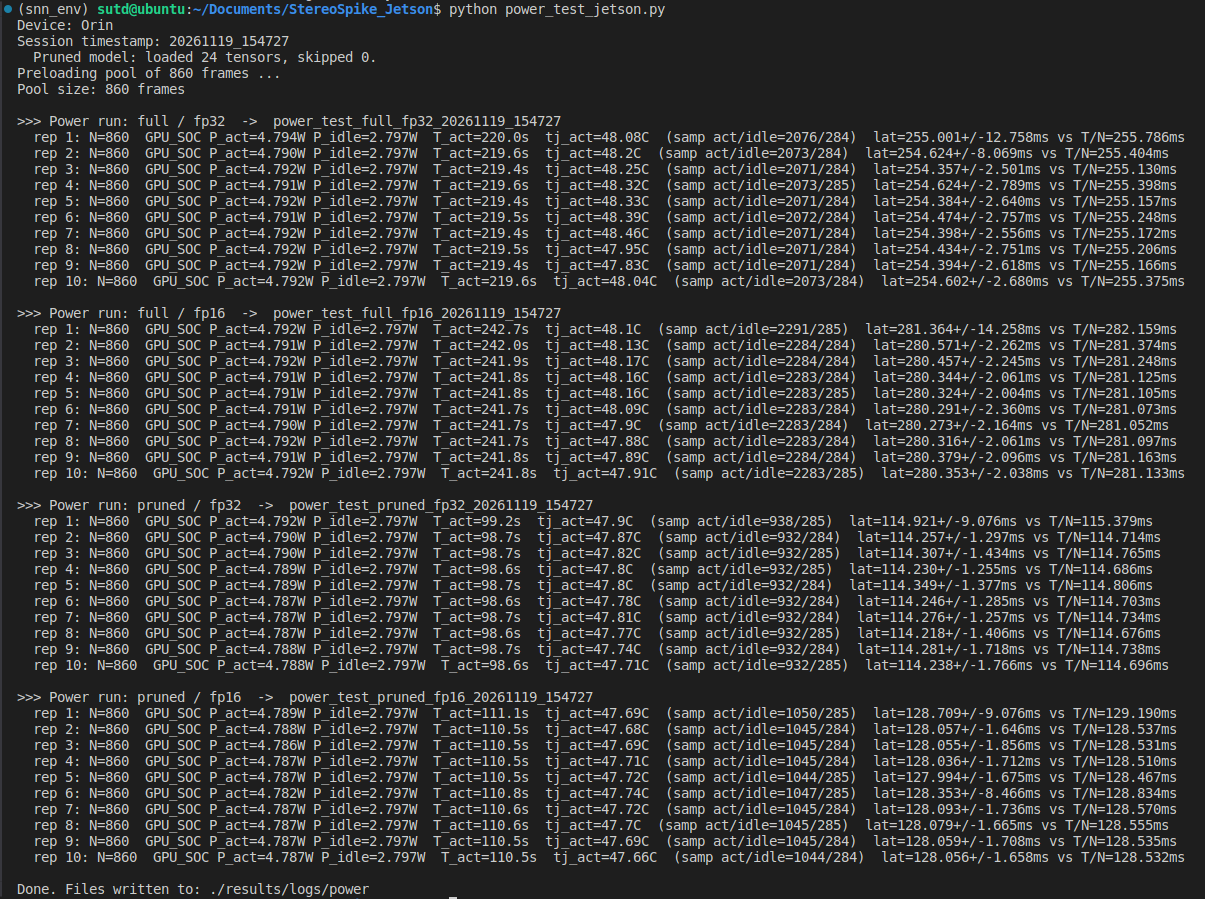 (snn_env) sutd@ubuntu:~/Documents/StereoSpike_Jetson$ python power_test_jetson.py
Device: Orin
Session timestamp: 20261119_154727
Pruned model: loaded 24 tensors, skipped 0.
Preloading pool of 860 frames ...
Pool size: 860 frames
>>> Power run: full / fp32  ->  power_test_full_fp32_20261119_154727
rep 1: N=860  GPU_SOC P_act=4.794W P_idle=2.797W  T_act=220.0s  tj_act=48.08C  (samp act/idle=2076/284)  lat=255.001+/-12.758ms vs T/N=255.786ms
rep 2: N=860  GPU_SOC P_act=4.790W P_idle=2.797W  T_act=219.6s  tj_act=48.2C  (samp act/idle=2073/284)  lat=254.624+/-8.069ms vs T/N=255.404ms
rep 3: N=860  GPU_SOC P_act=4.792W P_idle=2.797W  T_act=219.4s  tj_act=48.25C  (samp act/idle=2071/284)  lat=254.357+/-2.501ms vs T/N=255.130ms
rep 4: N=860  GPU_SOC P_act=4.791W P_idle=2.797W  T_act=219.6s  tj_act=48.32C  (samp act/idle=2073/285)  lat=254.624+/-2.789ms vs T/N=255.398ms
rep 5: N=860  GPU_SOC P_act=4.792W P_idle=2.797W  T_act=219.4s  tj_act=48.33C  (samp act/idle=2071/284)  lat=254.384+/-2.640ms vs T/N=255.157ms
rep 6: N=860  GPU_SOC P_act=4.791W P_idle=2.797W  T_act=219.5s  tj_act=48.39C  (samp act/idle=2072/284)  lat=254.474+/-2.757ms vs T/N=255.248ms
rep 7: N=860  GPU_SOC P_act=4.792W P_idle=2.797W  T_act=219.4s  tj_act=48.46C  (samp act/idle=2071/284)  lat=254.398+/-2.556ms vs T/N=255.172ms
rep 8: N=860  GPU_SOC P_act=4.792W P_idle=2.797W  T_act=219.5s  tj_act=47.95C  (samp act/idle=2071/284)  lat=254.434+/-2.751ms vs T/N=255.206ms
rep 9: N=860  GPU_SOC P_act=4.792W P_idle=2.797W  T_act=219.4s  tj_act=47.83C  (samp act/idle=2071/284)  lat=254.394+/-2.618ms vs T/N=255.166ms
rep 10: N=860  GPU_SOC P_act=4.792W P_idle=2.797W  T_act=219.6s  tj_act=48.04C  (samp act/idle=2073/284)  lat=254.602+/-2.680ms vs T/N=255.375ms
>>> Power run: full / fp16  ->  power_test_full_fp16_20261119_154727
rep 1: N=860  GPU_SOC P_act=4.792W P_idle=2.797W  T_act=242.7s  tj_act=48.1C  (samp act/idle=2291/285)  lat=281.364+/-14.258ms vs T/N=282.159ms
rep 2: N=860  GPU_SOC P_act=4.791W P_idle=2.797W  T_act=242.0s  tj_act=48.13C  (samp act/idle=2284/284)  lat=280.571+/-2.262ms vs T/N=281.374ms
rep 3: N=860  GPU_SOC P_act=4.792W P_idle=2.797W  T_act=241.9s  tj_act=48.17C  (samp act/idle=2284/284)  lat=280.457+/-2.245ms vs T/N=281.248ms
rep 4: N=860  GPU_SOC P_act=4.791W P_idle=2.797W  T_act=241.8s  tj_act=48.16C  (samp act/idle=2283/284)  lat=280.344+/-2.061ms vs T/N=281.125ms
rep 5: N=860  GPU_SOC P_act=4.791W P_idle=2.797W  T_act=241.8s  tj_act=48.16C  (samp act/idle=2283/285)  lat=280.324+/-2.004ms vs T/N=281.105ms
rep 6: N=860  GPU_SOC P_act=4.791W P_idle=2.797W  T_act=241.7s  tj_act=48.09C  (samp act/idle=2283/284)  lat=280.291+/-2.360ms vs T/N=281.073ms
rep 7: N=860  GPU_SOC P_act=4.790W P_idle=2.797W  T_act=241.7s  tj_act=47.9C  (samp act/idle=2283/284)  lat=280.273+/-2.164ms vs T/N=281.052ms
rep 8: N=860  GPU_SOC P_act=4.792W P_idle=2.797W  T_act=241.7s  tj_act=47.88C  (samp act/idle=2283/284)  lat=280.316+/-2.061ms vs T/N=281.097ms
rep 9: N=860  GPU_SOC P_act=4.791W P_idle=2.797W  T_act=241.8s  tj_act=47.89C  (samp act/idle=2284/284)  lat=280.379+/-2.096ms vs T/N=281.163ms
rep 10: N=860  GPU_SOC P_act=4.792W P_idle=2.797W  T_act=241.8s  tj_act=47.91C  (samp act/idle=2283/285)  lat=280.353+/-2.038ms vs T/N=281.133ms
>>> Power run: pruned / fp32  ->  power_test_pruned_fp32_20261119_154727
rep 1: N=860  GPU_SOC P_act=4.792W P_idle=2.797W  T_act=99.2s  tj_act=47.9C  (samp act/idle=938/285)  lat=114.921+/-9.076ms vs T/N=115.379ms
rep 2: N=860  GPU_SOC P_act=4.790W P_idle=2.797W  T_act=98.7s  tj_act=47.87C  (samp act/idle=932/284)  lat=114.257+/-1.297ms vs T/N=114.714ms
rep 3: N=860  GPU_SOC P_act=4.790W P_idle=2.797W  T_act=98.7s  tj_act=47.82C  (samp act/idle=932/285)  lat=114.307+/-1.434ms vs T/N=114.765ms
rep 4: N=860  GPU_SOC P_act=4.789W P_idle=2.797W  T_act=98.6s  tj_act=47.8C  (samp act/idle=932/285)  lat=114.230+/-1.255ms vs T/N=114.686ms
rep 5: N=860  GPU_SOC P_act=4.789W P_idle=2.797W  T_act=98.7s  tj_act=47.8C  (samp act/idle=932/284)  lat=114.349+/-1.377ms vs T/N=114.806ms
rep 6: N=860  GPU_SOC P_act=4.787W P_idle=2.797W  T_act=98.6s  tj_act=47.78C  (samp act/idle=932/284)  lat=114.246+/-1.285ms vs T/N=114.703ms
rep 7: N=860  GPU_SOC P_act=4.787W P_idle=2.797W  T_act=98.7s  tj_act=47.81C  (samp act/idle=932/284)  lat=114.276+/-1.257ms vs T/N=114.734ms
rep 8: N=860  GPU_SOC P_act=4.787W P_idle=2.797W  T_act=98.6s  tj_act=47.77C  (samp act/idle=932/285)  lat=114.218+/-1.406ms vs T/N=114.676ms
rep 9: N=860  GPU_SOC P_act=4.788W P_idle=2.797W  T_act=98.7s  tj_act=47.74C  (samp act/idle=932/284)  lat=114.281+/-1.718ms vs T/N=114.738ms
rep 10: N=860  GPU_SOC P_act=4.788W P_idle=2.797W  T_act=98.6s  tj_act=47.71C  (samp act/idle=932/285)  lat=114.238+/-1.766ms vs T/N=114.696ms
>>> Power run: pruned / fp16  ->  power_test_pruned_fp16_20261119_154727
rep 1: N=860  GPU_SOC P_act=4.789W P_idle=2.797W  T_act=111.1s  tj_act=47.69C  (samp act/idle=1050/285)  lat=128.709+/-9.076ms vs T/N=129.190ms
rep 2: N=860  GPU_SOC P_act=4.788W P_idle=2.797W  T_act=110.5s  tj_act=47.68C  (samp act/idle=1045/284)  lat=128.057+/-1.646ms vs T/N=128.537ms
rep 3: N=860  GPU_SOC P_act=4.786W P_idle=2.797W  T_act=110.5s  tj_act=47.69C  (samp act/idle=1045/284)  lat=128.055+/-1.856ms vs T/N=128.531ms
rep 4: N=860  GPU_SOC P_act=4.787W P_idle=2.797W  T_act=110.5s  tj_act=47.71C  (samp act/idle=1045/284)  lat=128.036+/-1.712ms vs T/N=128.510ms
rep 5: N=860  GPU_SOC P_act=4.787W P_idle=2.797W  T_act=110.5s  tj_act=47.72C  (samp act/idle=1044/285)  lat=127.994+/-1.675ms vs T/N=128.467ms
rep 6: N=860  GPU_SOC P_act=4.782W P_idle=2.797W  T_act=110.8s  tj_act=47.74C  (samp act/idle=1047/285)  lat=128.353+/-8.466ms vs T/N=128.834ms
rep 7: N=860  GPU_SOC P_act=4.787W P_idle=2.797W  T_act=110.6s  tj_act=47.72C  (samp act/idle=1045/284)  lat=128.093+/-1.736ms vs T/N=128.570ms
rep 8: N=860  GPU_SOC P_act=4.787W P_idle=2.797W  T_act=110.6s  tj_act=47.7C  (samp act/idle=1045/285)  lat=128.079+/-1.665ms vs T/N=128.555ms
rep 9: N=860  GPU_SOC P_act=4.787W P_idle=2.797W  T_act=110.5s  tj_act=47.69C  (samp act/idle=1045/284)  lat=128.059+/-1.708ms vs T/N=128.535ms
rep 10: N=860  GPU_SOC P_act=4.787W P_idle=2.797W  T_act=110.5s  tj_act=47.66C  (samp act/idle=1044/284)  lat=128.056+/-1.658ms vs T/N=128.532ms
Done. Files written to: ./results/logs/power